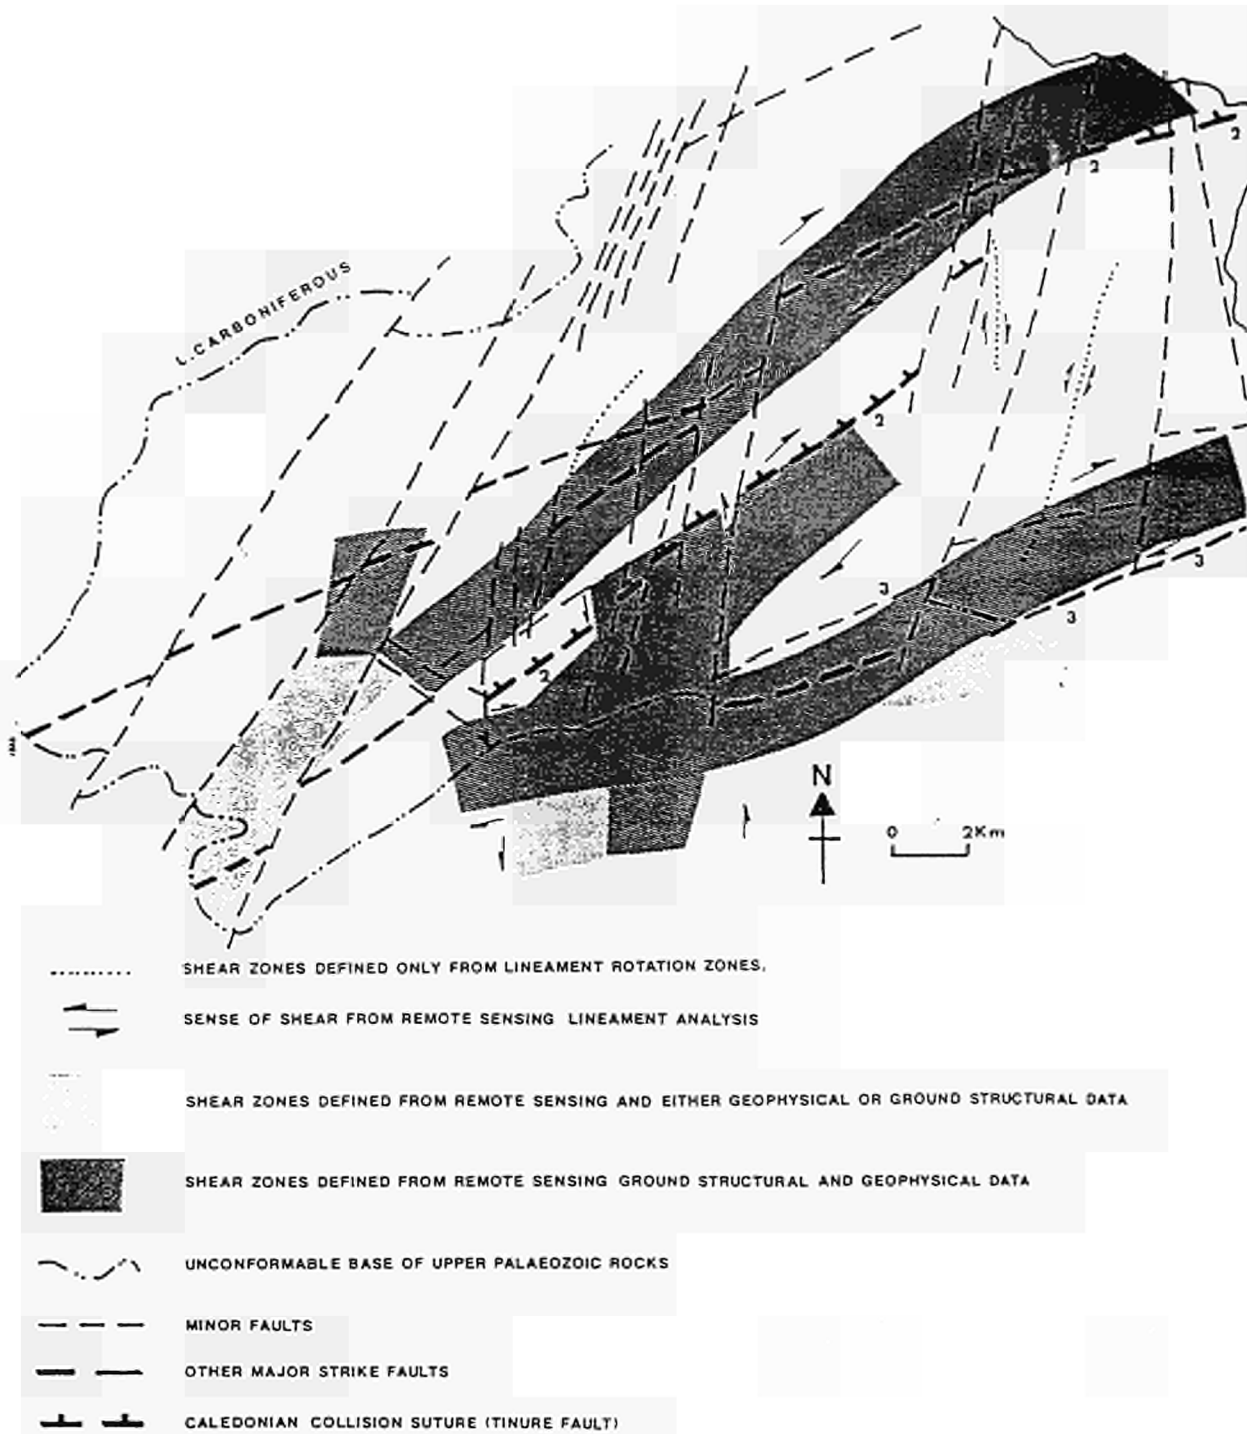 2
2
L.CARBONIFEROUS
2
3
3
3
2
N
0 2Km
SHEAR ZONES DEFINED ONLY FROM LINEAMENT ROTATION ZONES.
SENSE OF SHEAR FROM REMOTE SENSING LINEAMENT ANALYSIS
SHEAR ZONES DEFINED FROM REMOTE SENSING AND EITHER GEOPHYSICAL OR GROUND STRUCTURAL DATA
SHEAR ZONES DEFINED FROM REMOTE SENSING GROUND STRUCTURAL AND GEOPHYSICAL DATA
UNCONFORMABLE BASE OF UPPER PALAEOZOIC ROCKS
MINOR FAULTS
OTHER MAJOR STRIKE FAULTS
CALEDONIAN COLLISION SUTURE (TINURE FAULT)